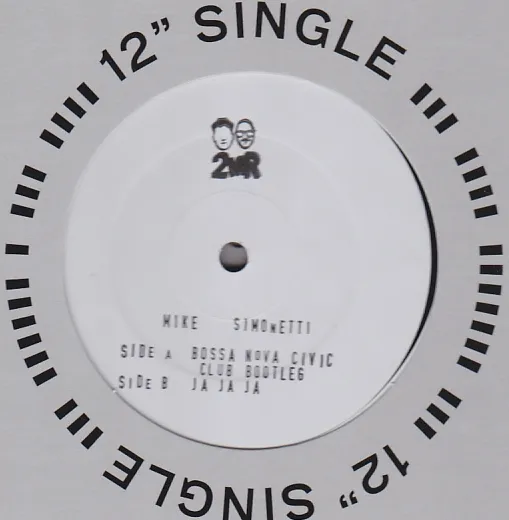 12” SINGLE
2MR
MIKE SIMONETTI
SIDE A BOSSA NOVA CIVIC
CLUB BOOTLEG
SIDE B JA JA JA
12” SINGLE